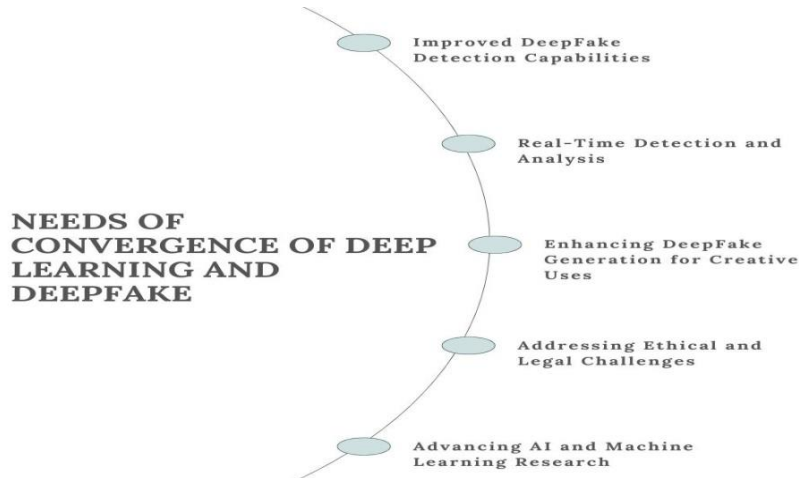 NEEDS OF
CONVERGENCE OF DEEP
LEARNING AND
DEEPFAKE
Improved DeepFake
Detection Capabilities
Real-Time Detection and
Analysis
Enhancing DeepFake
Generation for Creative
Uses
Addressing Ethical and
Legal Challenges
Advancing AI and Machine
Learning Research